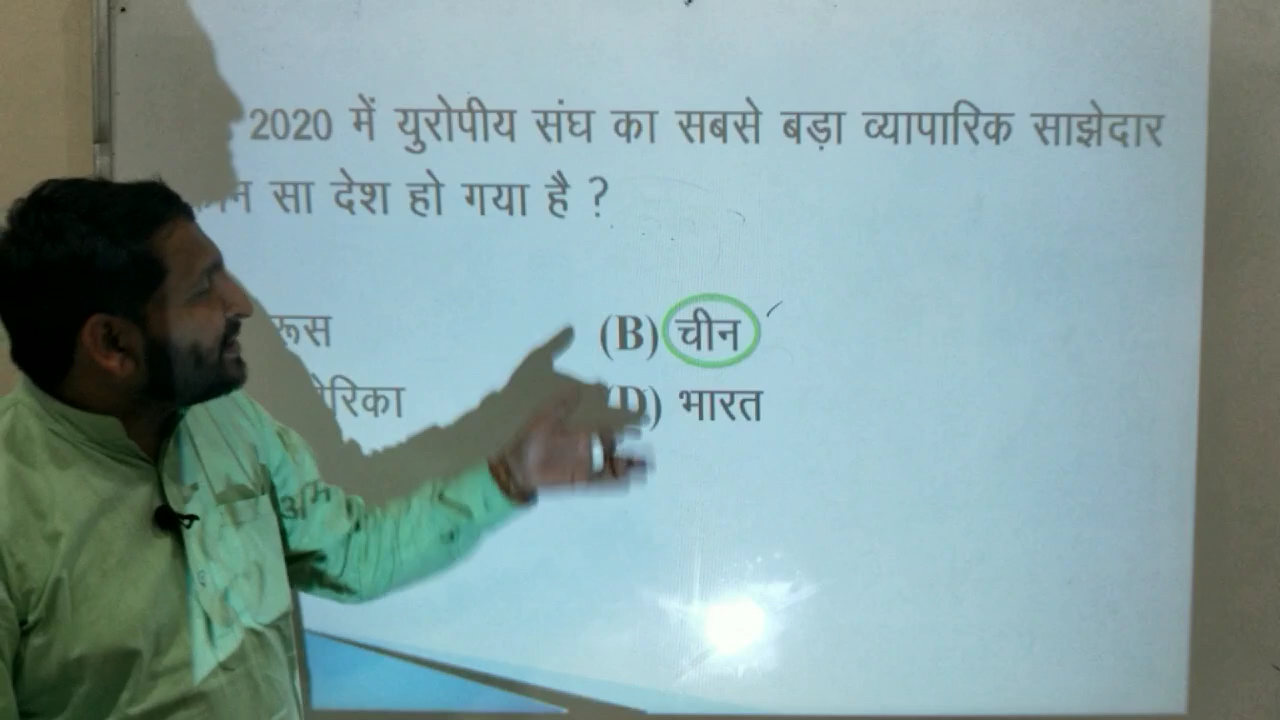 2020 में युरोपीय संघ का सबसे बड़ा व्यापारिक साझेदार
सा देश हो गया है ?
रूस (B) चीन
(D) भारत